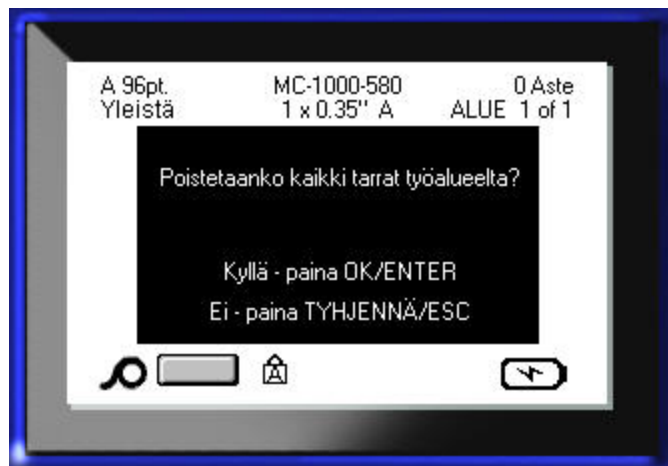 A 96pt. MC-1000-580 0 Aste
Yleistä 1 x 0.35" A ALUE 1 of 1
Poistetaanko kaikki tarrat työalueelta?
Kyllä - paina OK/ENTER
Ei - paina TYHJENNÄ/ESC
A